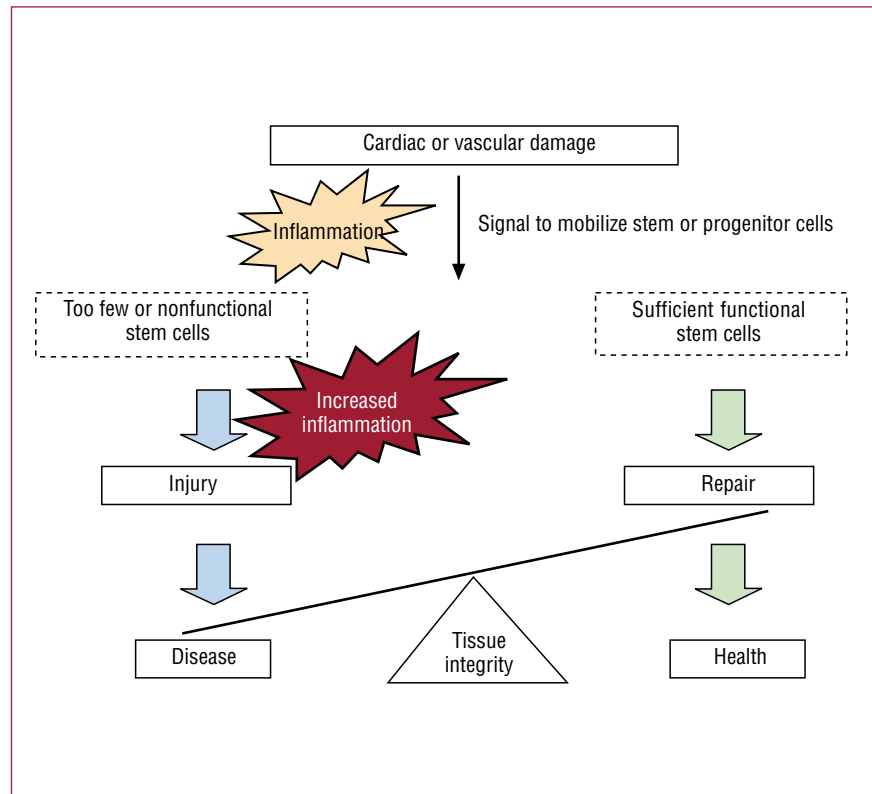 Cardiac or vascular damage
Inflammation
Signal to mobilize stem or progenitor cells
Too few or nonfunctional
stem cells
Sufficient functional
stem cells
Increased
inflammation
Injury
Repair
Disease
Tissue
integrity
Health